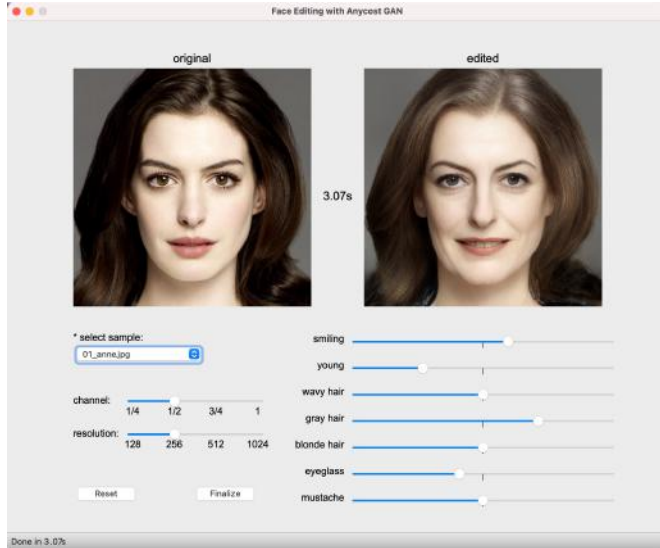 Face Editing with Anycost GAN
original
edited
3.07s
* select sample:
01_anne.jpg
channel:
1/4 1/2 3/4 1
resolution:
128 256 512 1024
Reset
Finalize
smiling
young
wavy hair
gray hair
blonde hair
eyeglass
mustache
Done in 3.07s